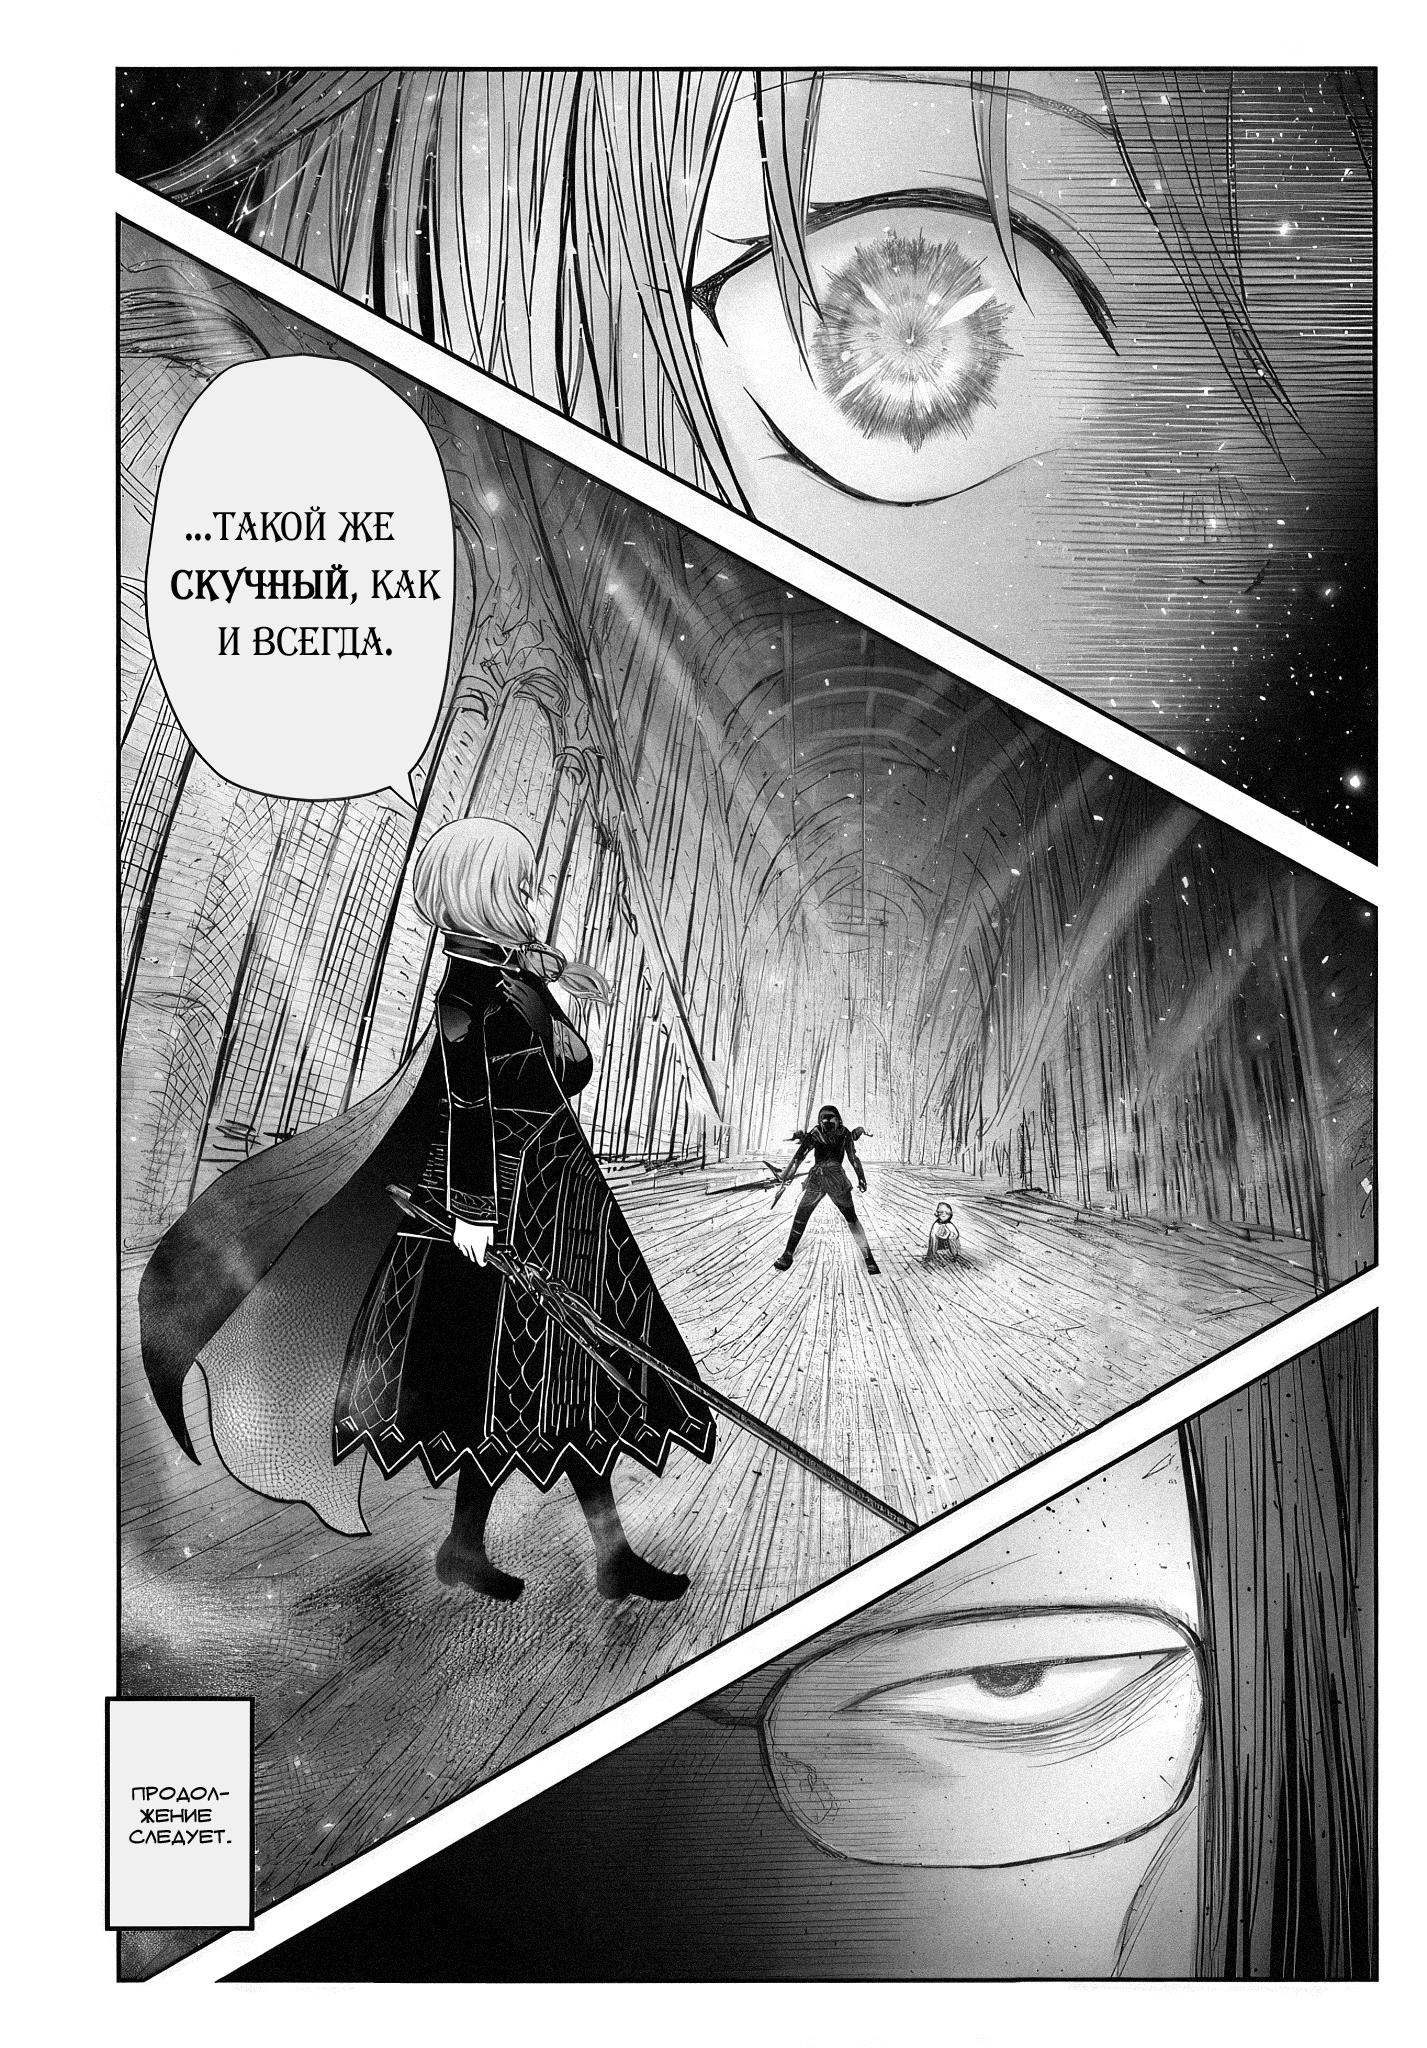 ...ТАКОЙ ЖЕ
СКУЧНЫЙ, КАК
И ВСЕГДА.
ПРОДОЛ-
ЖЕНИЕ
СЛЕДУЕТ.